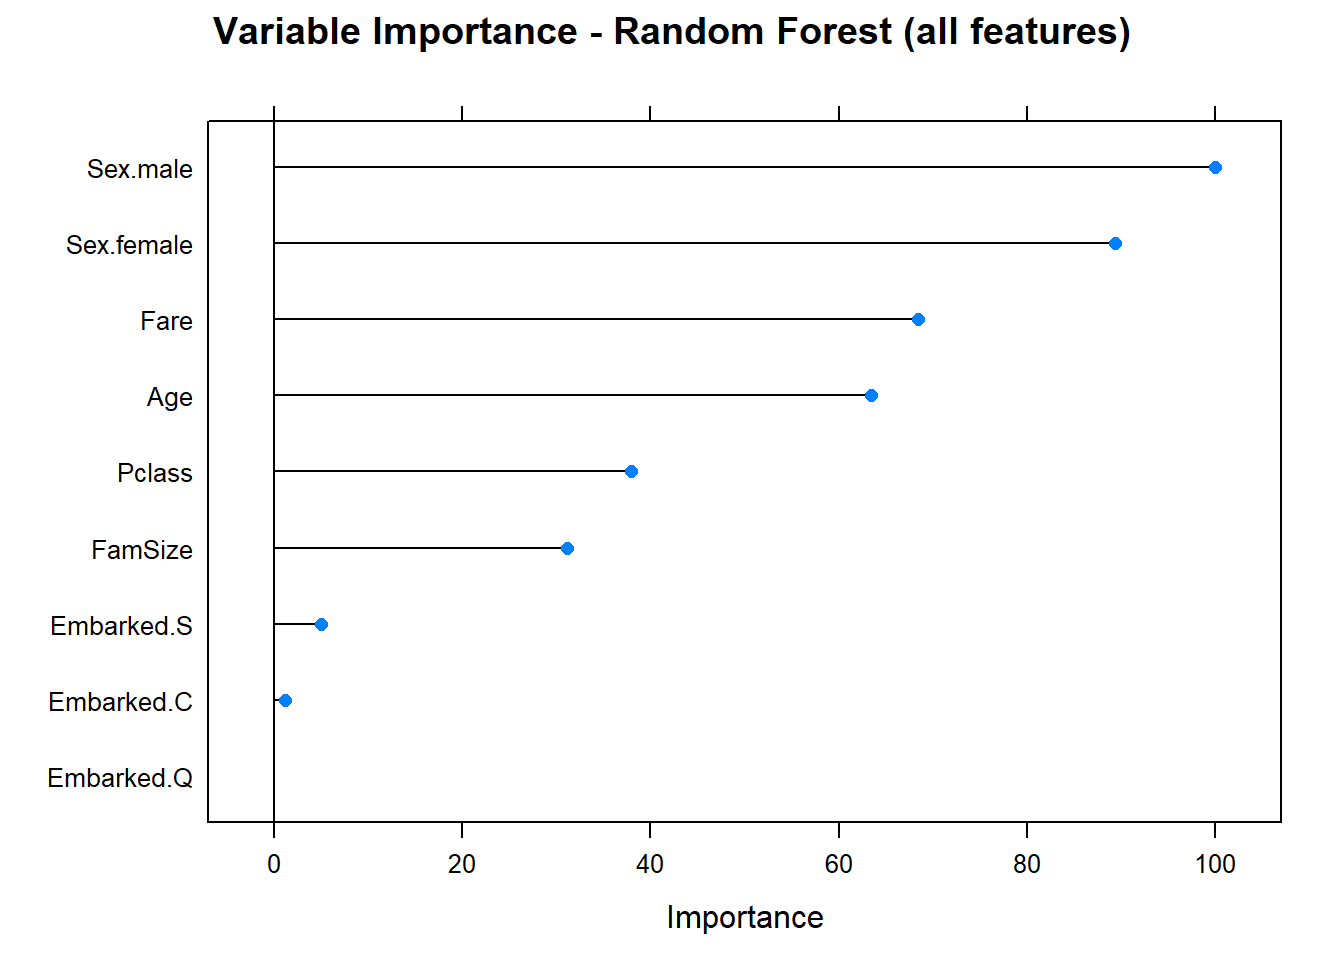 Variable Importance - Random Forest (all features)
Sex.male
Sex.female
Fare
Age
Pclass
FamSize
Embarked.S
Embarked.C
Embarked.Q
0 20 40 60 80 100
Importance